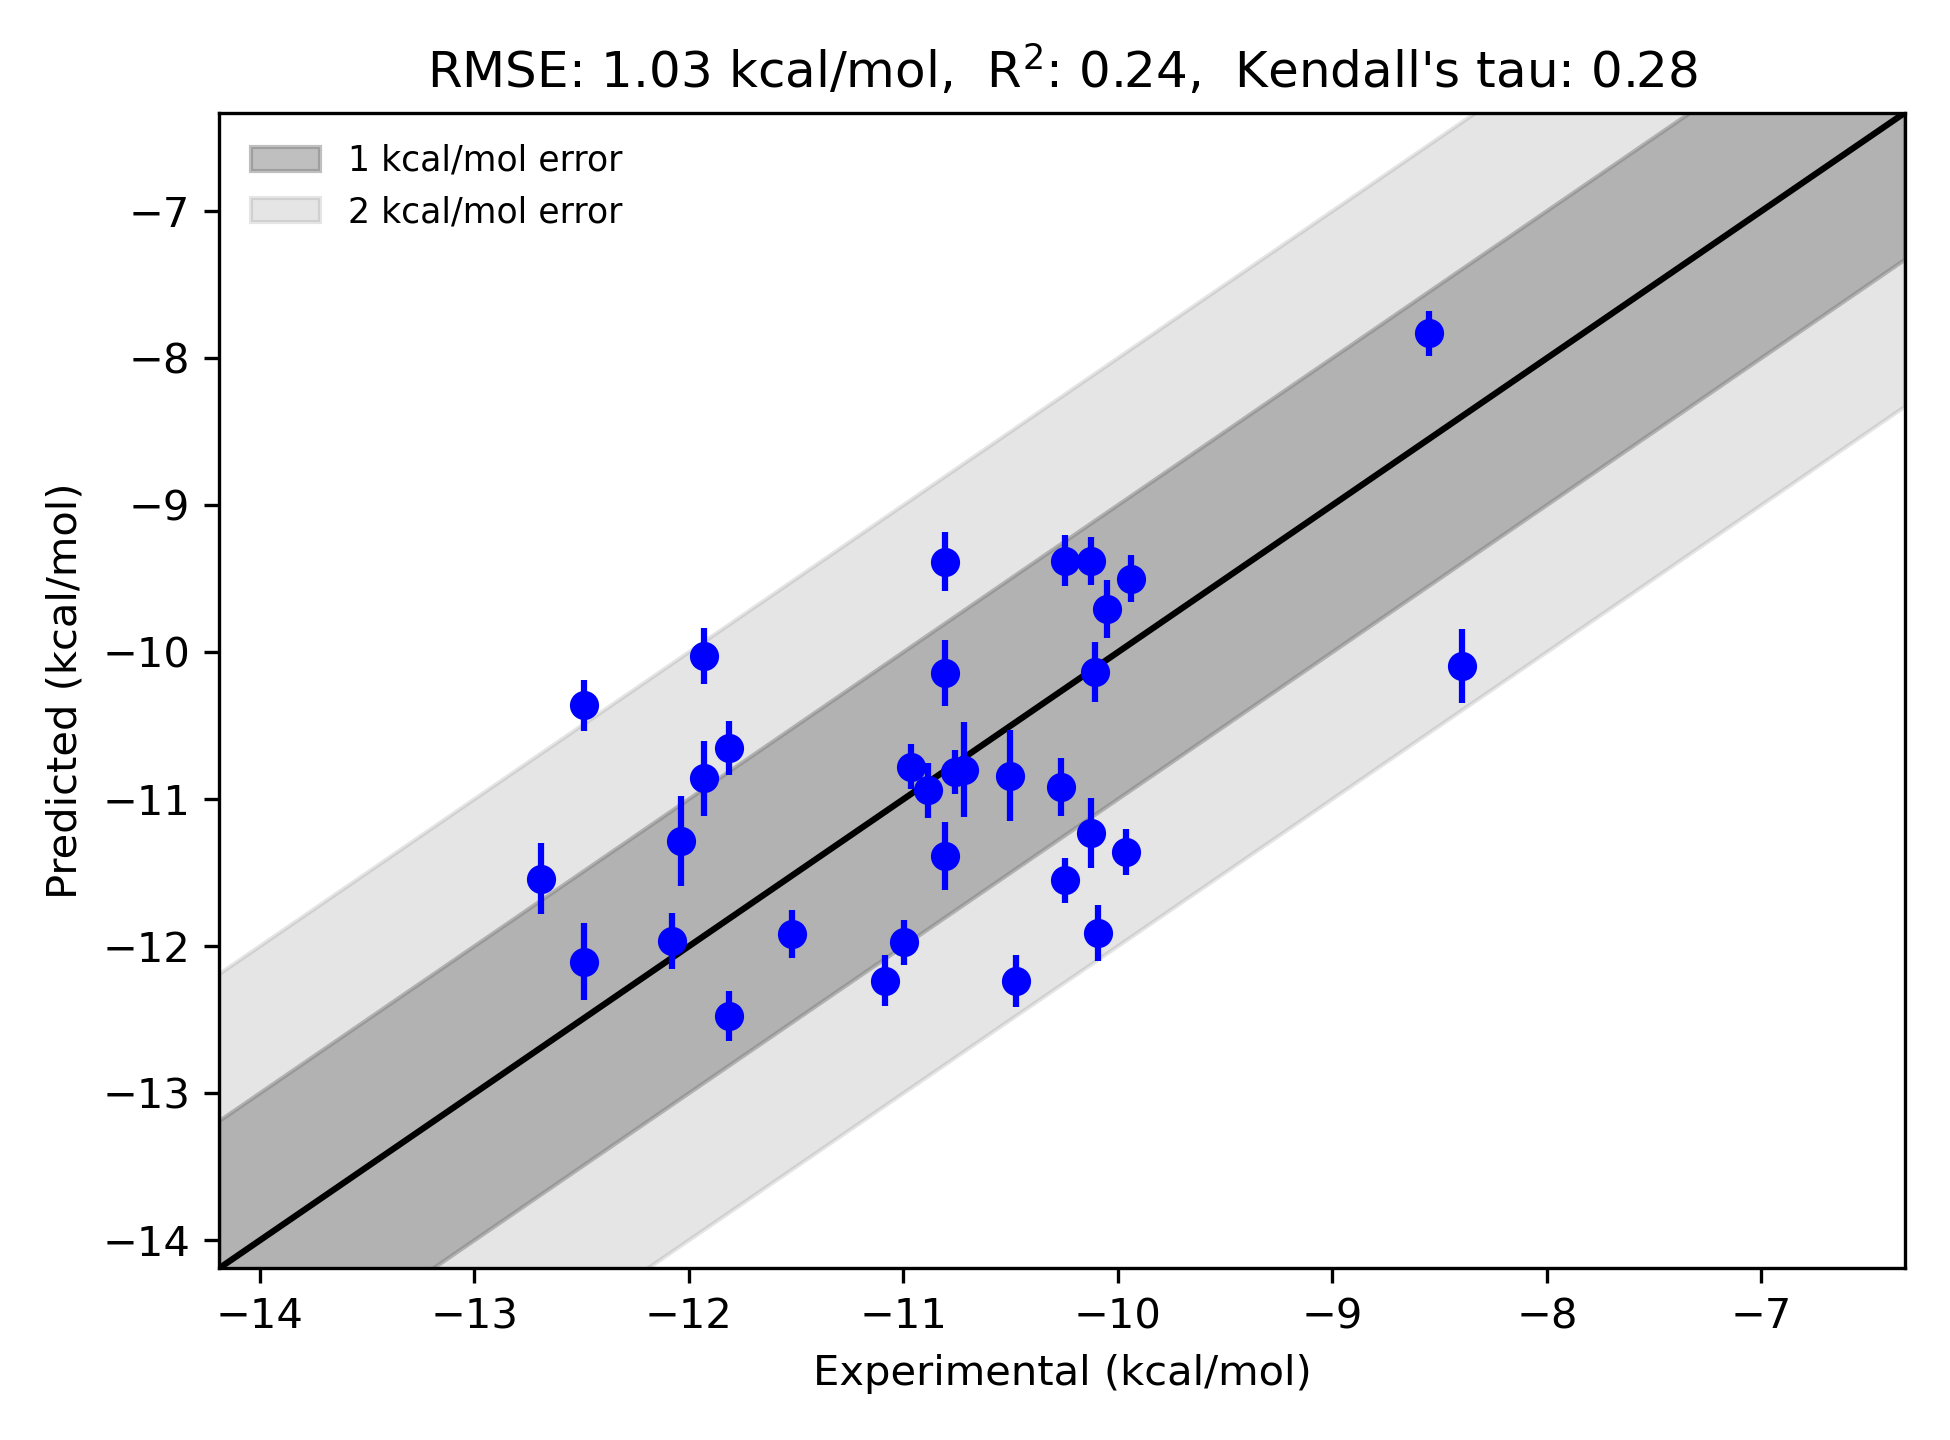 RMSE: 1.03 kcal/mol,  R²: 0.24,  Kendall's tau: 0.28
1 kcal/mol error
2 kcal/mol error
−7
−8
−9
−10
−11
−12
−13
−14
Predicted (kcal/mol)
−14 −13 −12 −11 −10 −9 −8 −7
Experimental (kcal/mol)